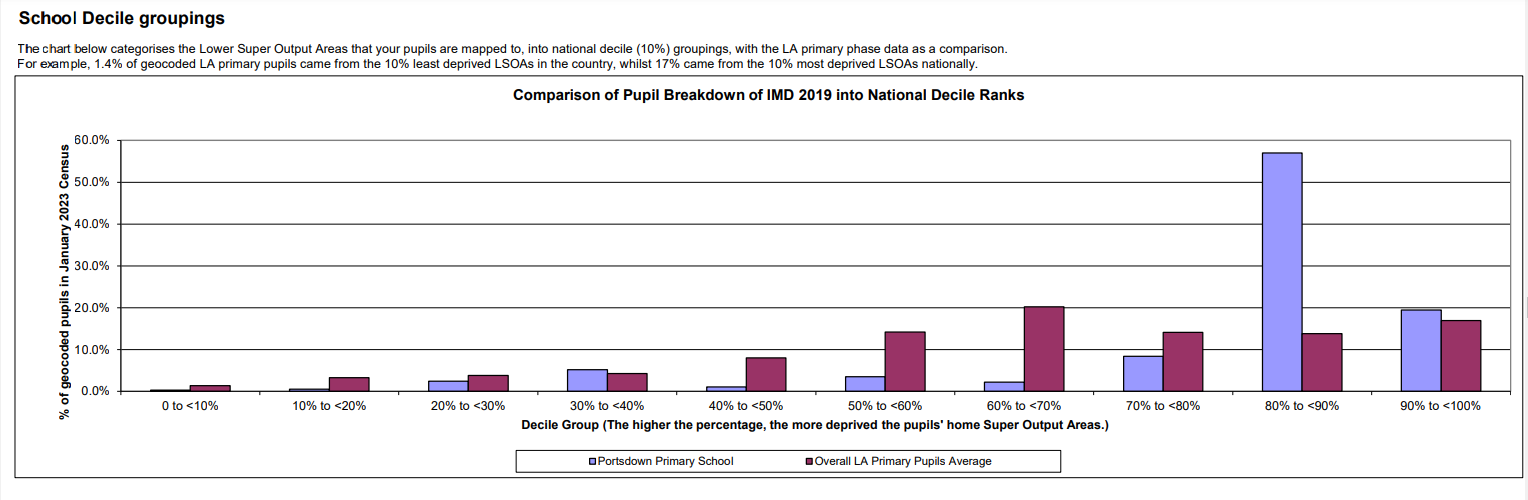 School Decile groupings
The chart below categorises the Lower Super Output Areas that your pupils are mapped to, into national decile (10%) groupings, with the LA primary phase data as a comparison.
For example, 1.4% of geocoded LA primary pupils came from the 10% least deprived LSOAs in the country, whilst 17% came from the 10% most deprived LSOAs nationally.
Comparison of Pupil Breakdown of IMD 2019 into National Decile Ranks
% of geocoded pupils in January 2023 Census
60.0%
50.0%
40.0%
30.0%
20.0%
10.0%
0.0%
0 to <10% 10% to <20% 20% to <30% 30% to <40% 40% to <50% 50% to <60% 60% to <70% 70% to <80% 80% to <90% 90% to <100%
Decile Group (The higher the percentage, the more deprived the pupils' home Super Output Areas.)
Portsdown Primary School Overall LA Primary Pupils Average